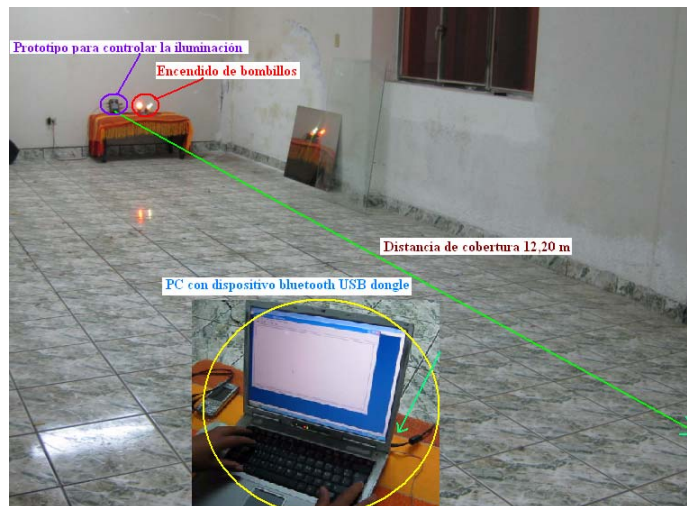 Prototipo para controlar la iluminación
Encendido de bombillos
Distancia de cobertura 12,20 m
PC con dispositivo bluetooth USB dongle